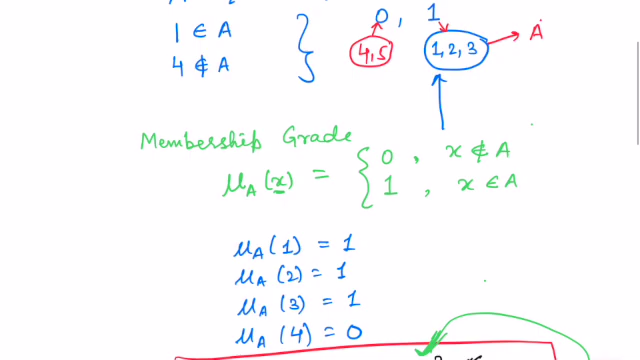 0, 1
1 ∈ A
4, 5
1, 2, 3
A
4 ∉ A
Membership Grade
μA(x) = { 0, x ∉ A
1, x ∈ A
μA(1) = 1
μA(2) = 1
μA(3) = 1
μA(4) = 0